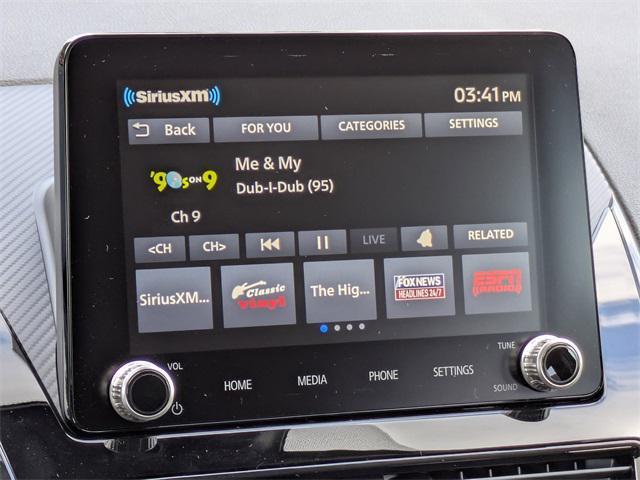 SiriusXM
03:41 PM
Back FOR YOU CATEGORIES SETTINGS
Me & My
'90s ON 9
Dub-I-Dub (95)
Ch 9
<CH CH> LIVE RELATED
SiriusXM... Classic Vinyl The Hig... FOX NEWS HEADLINES 24/7 ESPN RADIO
VOL HOME MEDIA PHONE SETTINGS TUNE
SOUND